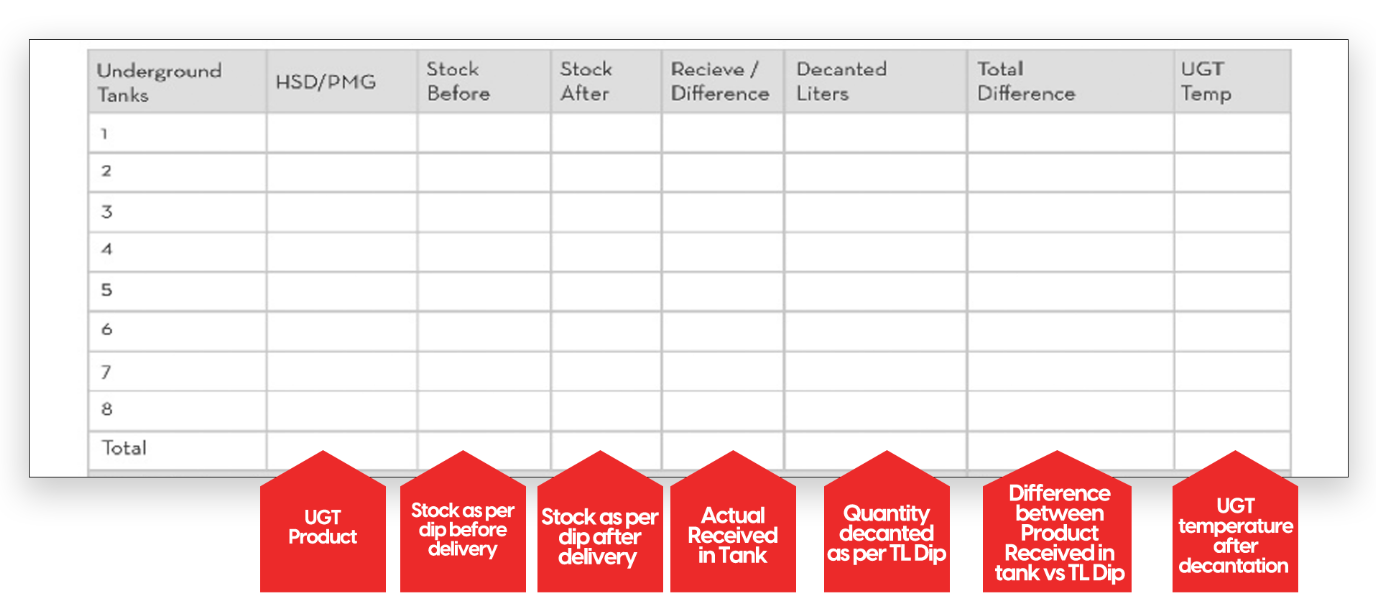 Underground
Tanks
HSD/PMG
Stock
Before
Stock
After
Recieve /
Difference
Decanted
Liters
Total
Difference
UGT
Temp
1
2
3
4
5
6
7
8
Total
UGT
Product
Stock as per
dip before
delivery
Stock as per
dip after
delivery
Actual
Received
in Tank
Quantity
decanted
as per TL Dip
Difference
between
Product
Received in
tank vs TL Dip
UGT
temperature
after
decantation